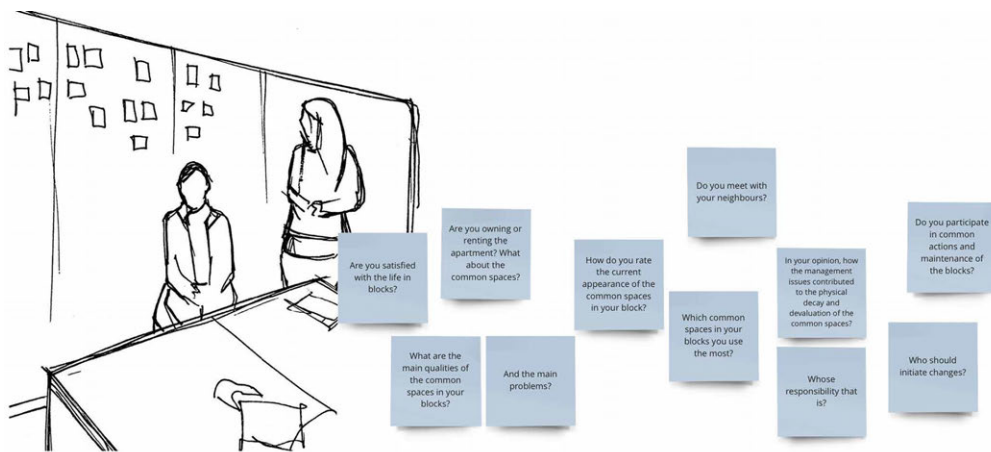 Are you satisfied
with the life in
blocks?
Are you owning or
renting the
apartment? What
about the
common spaces?
What are the
main qualities of
the common
spaces in your
blocks?
And the main
problems?
How do you rate
the current
appearance of the
common spaces
in your block?
Do you meet with
your neighbours?
Which common
spaces in your
blocks you use
the most?
In your opinion, how
the management
issues contributed
to the physical
decay and
devaluation of the
common spaces?
Whose
responsibility that
is?
Do you participate
in common
actions and
maintenance of
the blocks?
Who should
initiate changes?